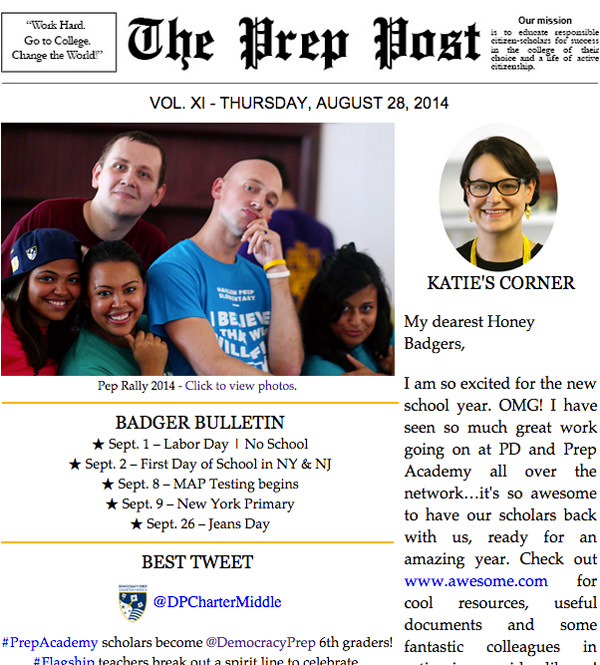 "Work Hard.
Go to College.
Change the World!"
The Prep Post
Our mission
is to educate responsible
citizen-scholars for success
in the college of their
choice and a life of active
citizenship.
VOL. XI - THURSDAY, AUGUST 28, 2014
HARLEM PREP
ELEMENTARY
I BELIEVE
Pep Rally 2014 - Click to view photos.
BADGER BULLETIN
★ Sept. 1 – Labor Day | No School
★ Sept. 2 – First Day of School in NY & NJ
★ Sept. 8 – MAP Testing begins
★ Sept. 9 – New York Primary
★ Sept. 26 – Jeans Day
BEST TWEET
@DPCharterMiddle
#PrepAcademy scholars become @DemocracyPrep 6th graders!
#Flagship teachers break out a spirit line to celebrate
KATIE'S CORNER
My dearest Honey
Badgers,
I am so excited for the new
school year. OMG! I have
seen so much great work
going on at PD and Prep
Academy all over the
network…it's so awesome
to have our scholars back
with us, ready for an
amazing year. Check out
www.awesome.com for
cool resources, useful
documents and some
fantastic colleagues in